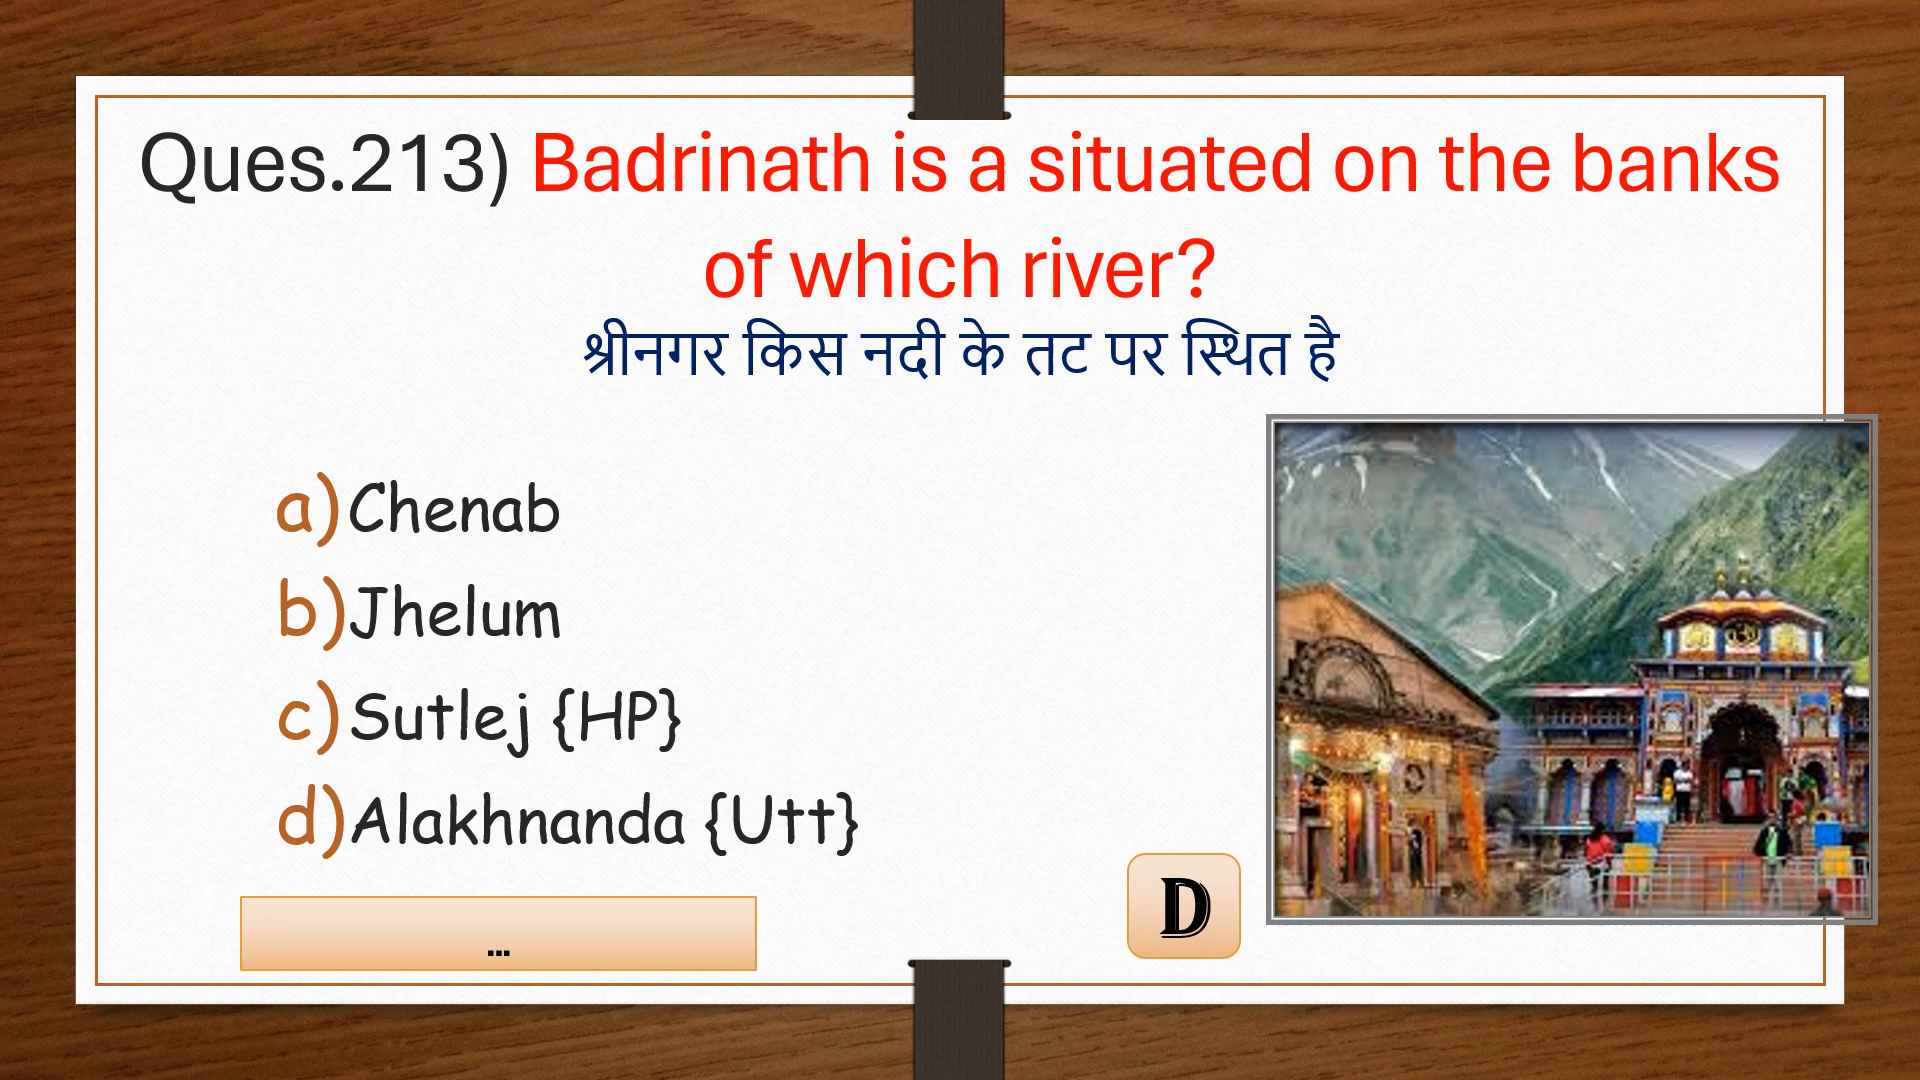 Ques.213) Badrinath is a situated on the banks
of which river?
श्रीनगर किस नदी के तट पर स्थित है
a) Chenab
b) Jhelum
c) Sutlej {HP}
d) Alakhnanda {Utt}
...
D